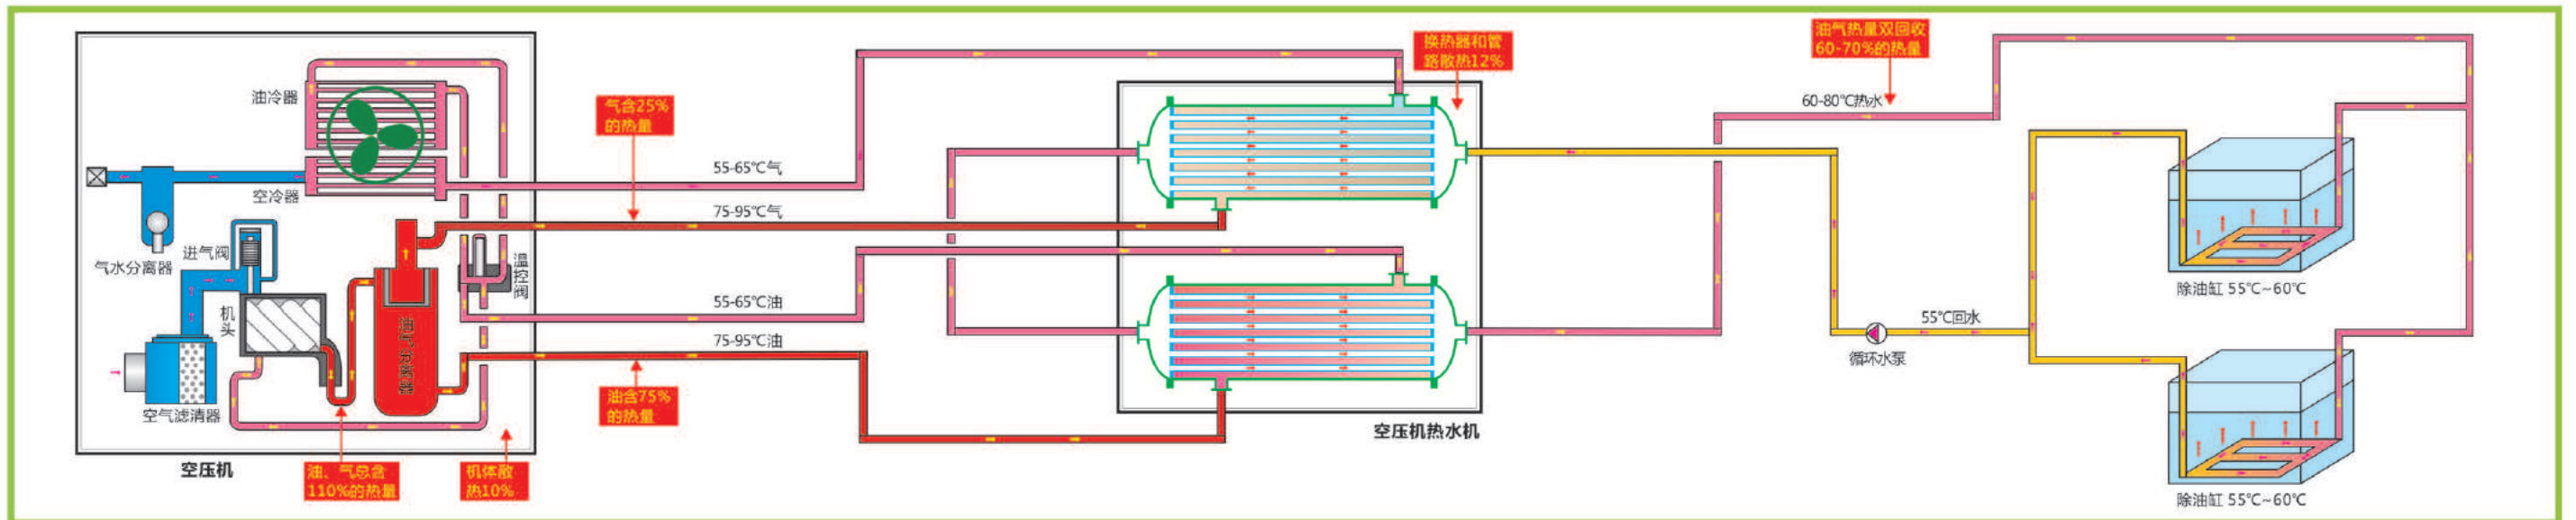 油冷器
空冷器
气水分离器
进气阀
机头
空气滤清器
温控阀
空压机
油、气总含
110%的热量
机体散
热10%
气含25%
的热量
55-65℃气
75-95℃气
55-65℃油
75-95℃油
油含75%
的热量
换热器和管
路散热12%
空压机热水机
油气热量双回收
60-70%的热量
60-80℃热水
55℃回水
循环水泵
除油缸 55℃~60℃
除油缸 55℃~60℃